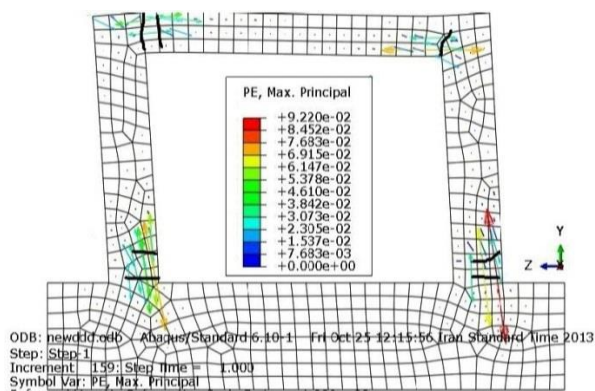 PE, Max. Principal
+9.220e-02
+8.452e-02
+7.683e-02
+6.915e-02
+6.147e-02
+5.378e-02
+4.610e-02
+3.842e-02
+3.073e-02
+2.305e-02
+1.537e-02
+7.683e-03
+0.000e+00
Y
Z
ODB: newddd.odb Abaqus/Standard 6.10-1 Fri Oct 25 12:15:56 Iran Standard Time 2013
Step: Step-1
Increment 159: Step Time = 1.000
Symbol Var: PE, Max. Principal